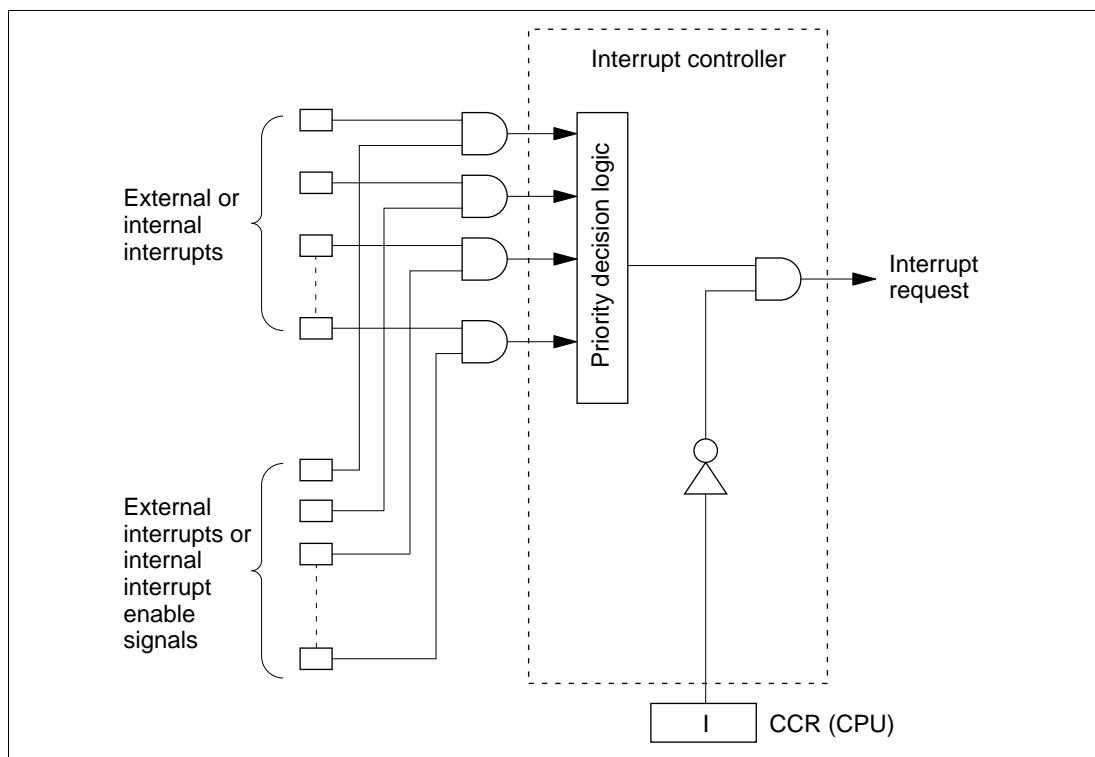 Interrupt controller
External or
internal
interrupts
Priority decision logic
Interrupt
request
External
interrupts or
internal
interrupt
enable
signals
I
CCR (CPU)